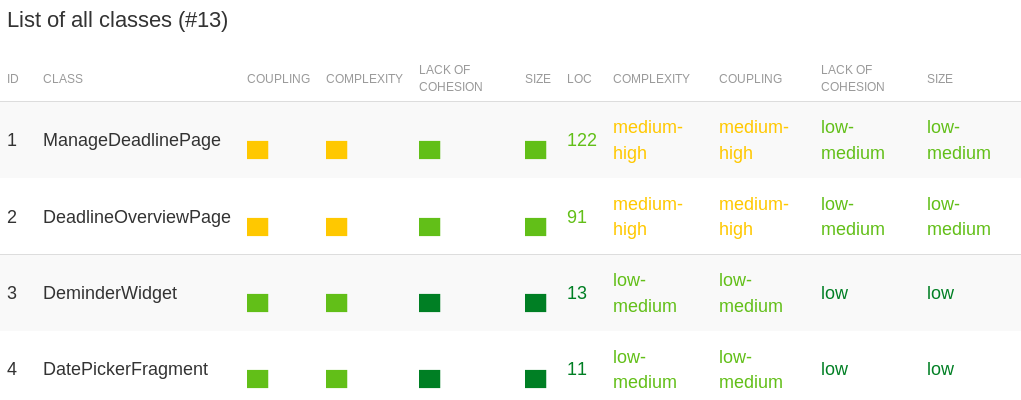 List of all classes (#13)
ID CLASS COUPLING COMPLEXITY LACK OF COHESION SIZE LOC COMPLEXITY COUPLING LACK OF COHESION SIZE
1 ManageDeadlinePage 122 medium-high medium-high low-medium low-medium
2 DeadlineOverviewPage 91 medium-high medium-high low-medium low-medium
3 DeminderWidget 13 low-medium low-medium low low
4 DatePickerFragment 11 low-medium low-medium low low